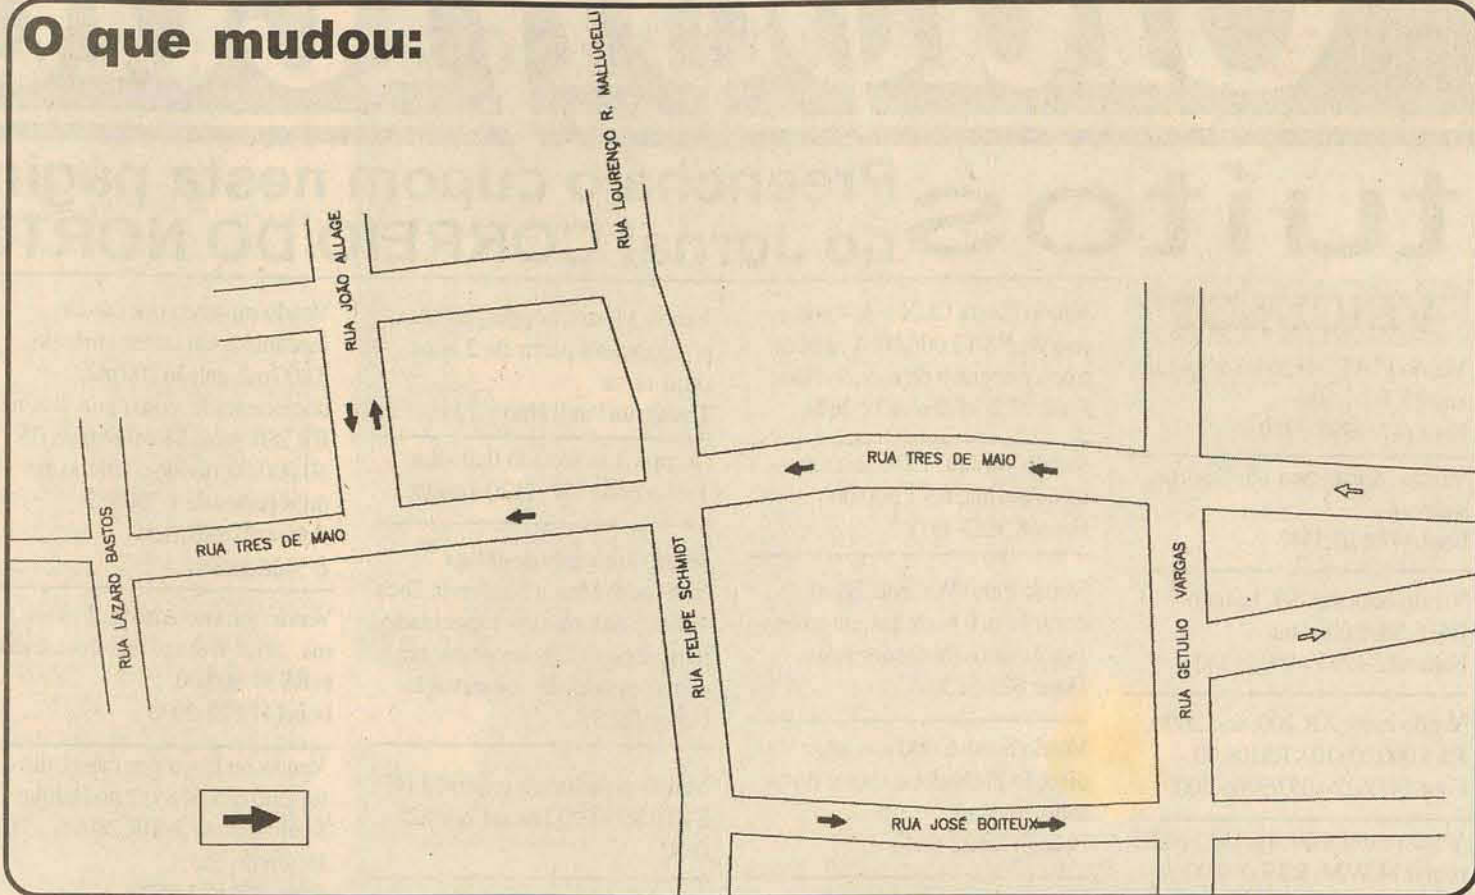 O que mudou:
RUA LOURENÇO R. MALLUCELLI
RUA JOÃO ALLAGE
RUA TRES DE MAIO
RUA TRES DE MAIO
RUA LÁZARO BASTOS
RUA FELIPE SCHMIDT
RUA GETULIO VARGAS
RUA JOSÉ BOITEUX